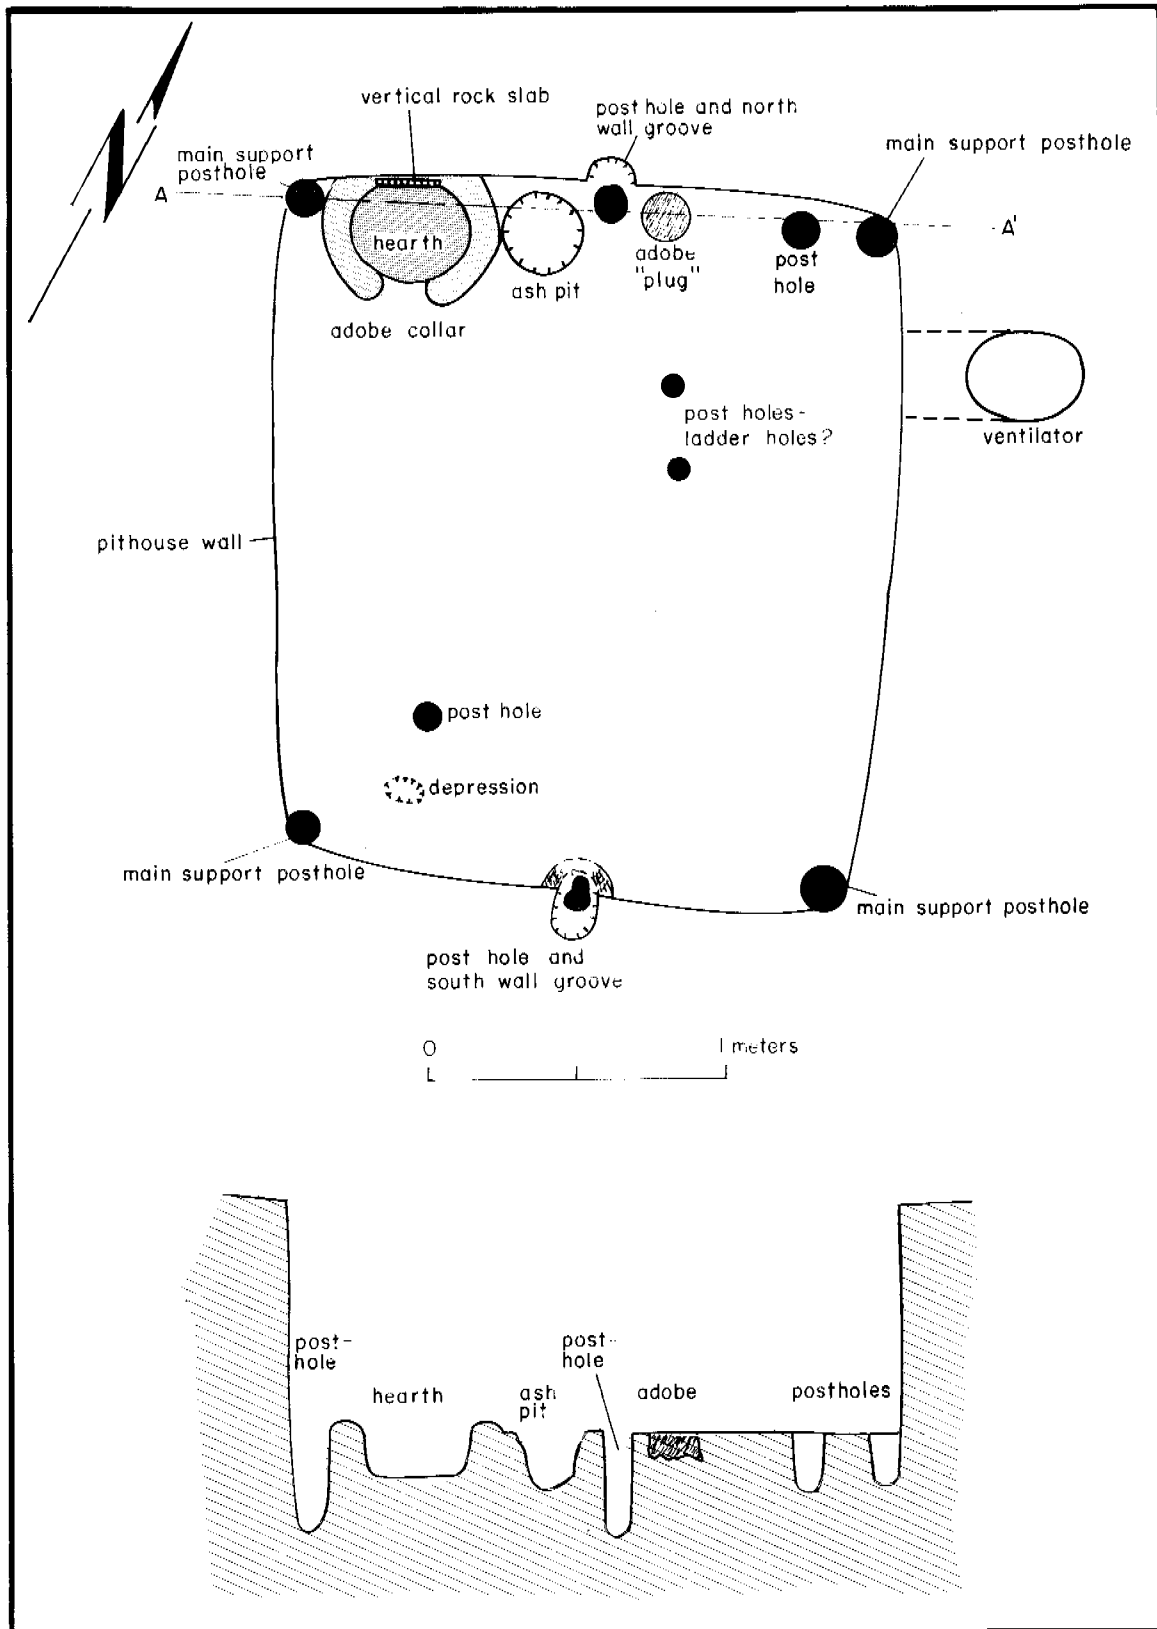 vertical rock slab
post hole and north
wall groove
main support posthole
main support
posthole
A
A'
hearth
adobe
"plug"
post
hole
ash pit
adobe collar
post holes-
ladder holes?
ventilator
pithouse wall
post hole
depression
main support posthole
main support posthole
post hole and
south wall groove
0
1 meters
post-
hole
post-
hole
hearth
ash
pit
adobe
postholes